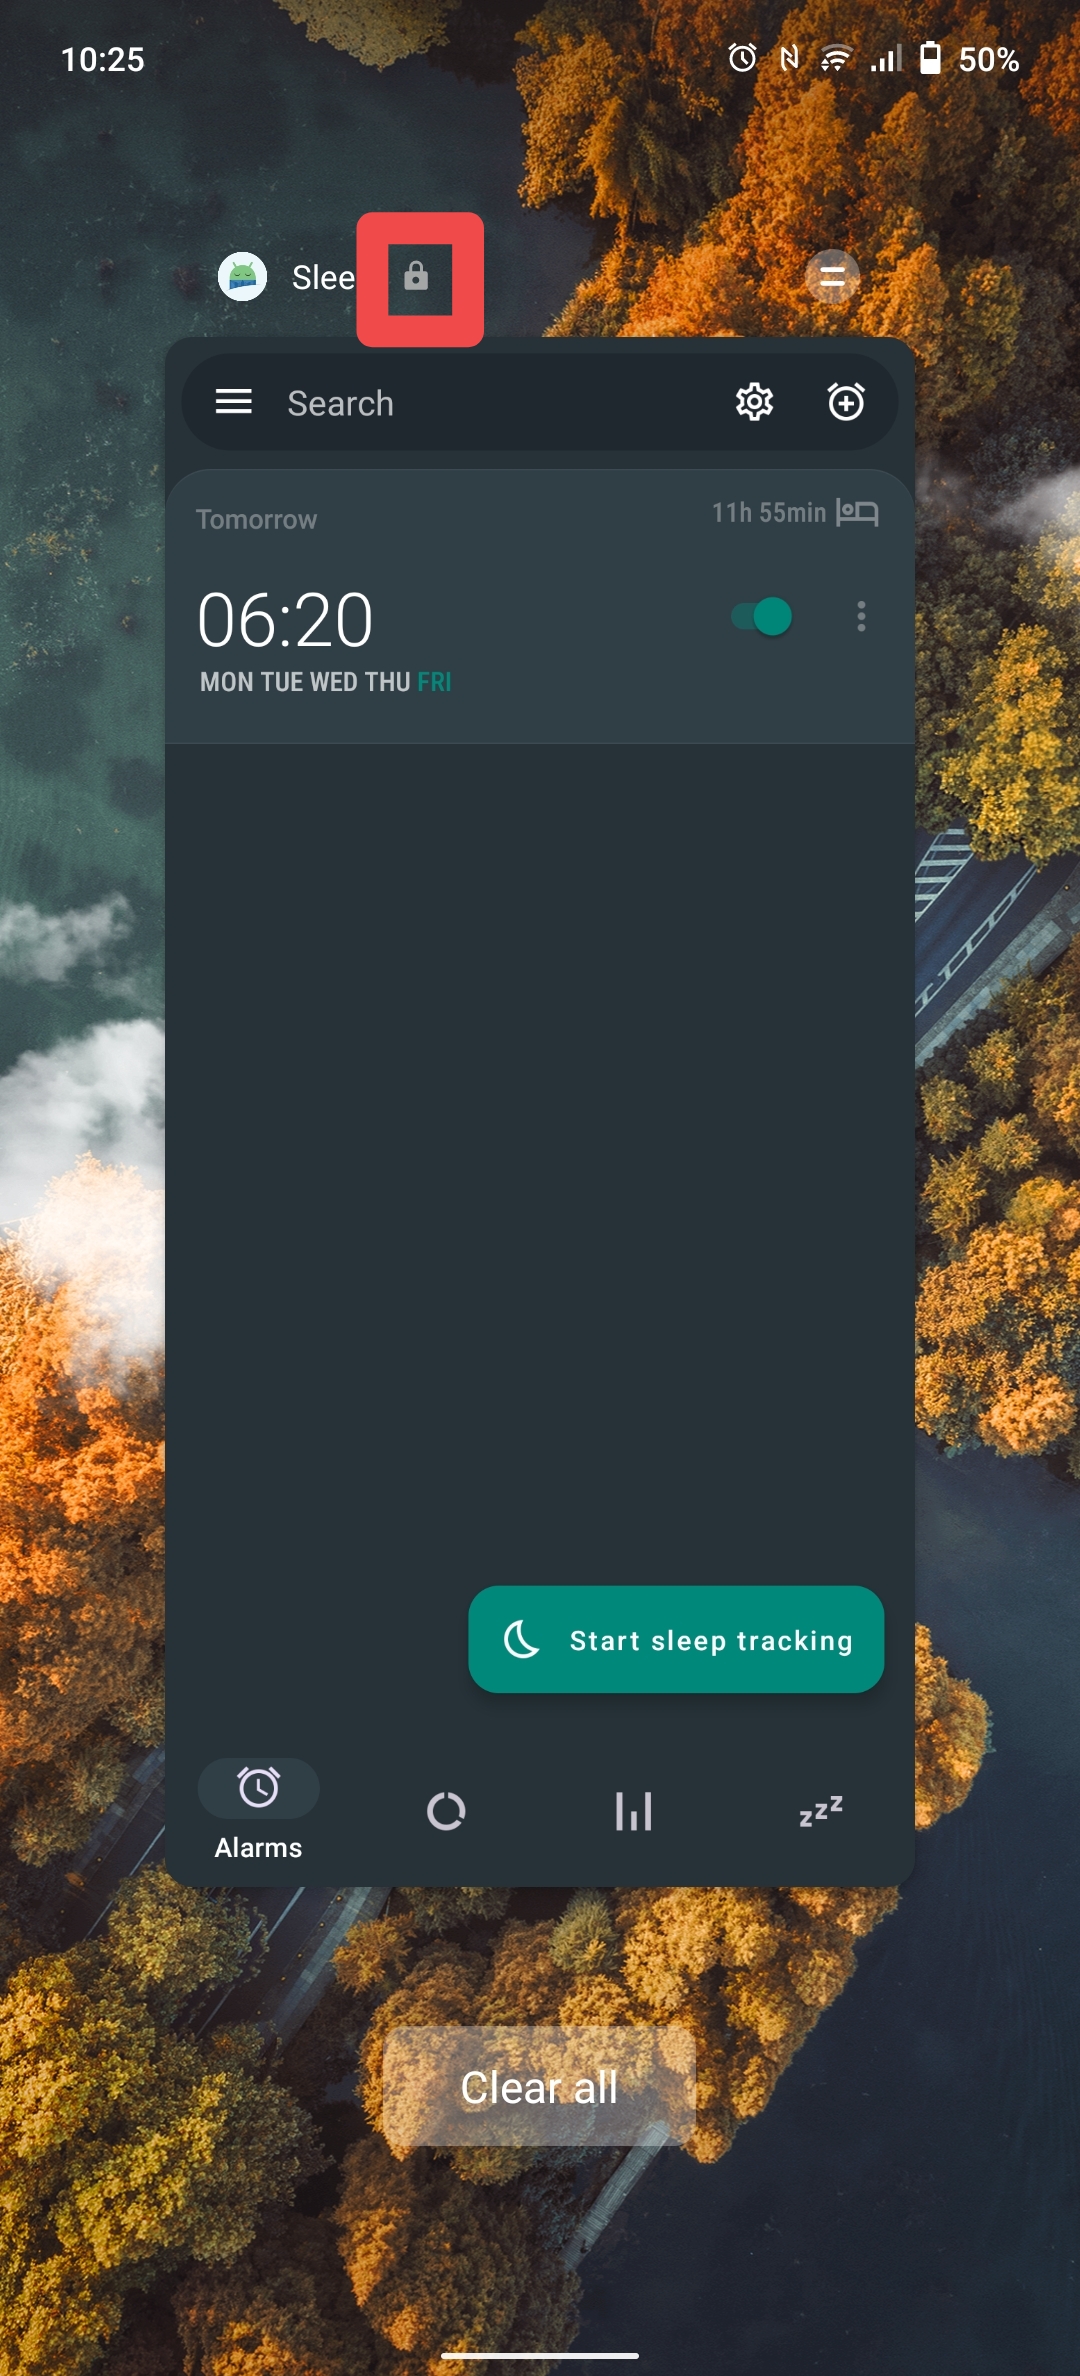 10:25
50%
Slee
Search
Tomorrow
11h 55min
06:20
MON TUE WED THU FRI
Start sleep tracking
zzz
Alarms
Clear all